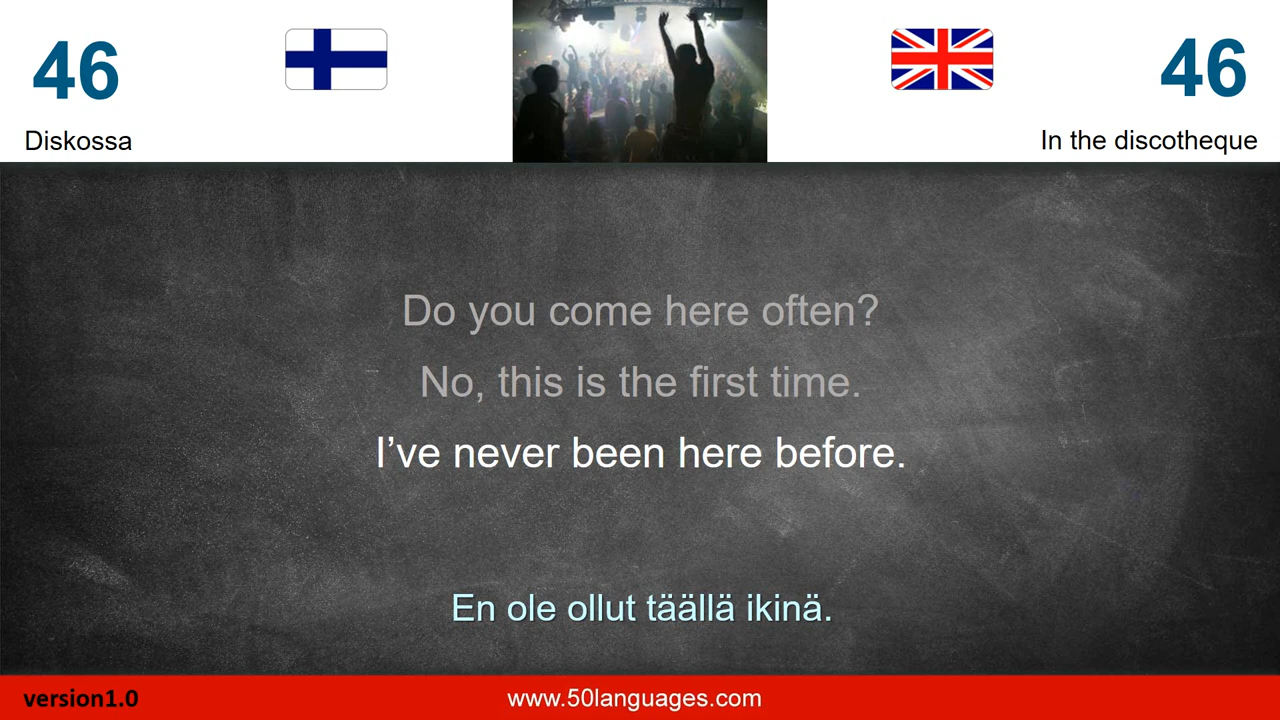 46
46
Diskossa
In the discotheque
Do you come here often?
No, this is the first time.
I’ve never been here before.
En ole ollut täällä ikinä.
version1.0
www.50languages.com